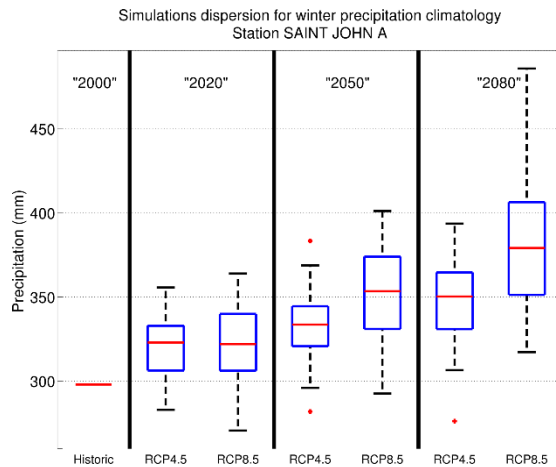 Simulations dispersion for winter precipitation climatology
Station SAINT JOHN A
"2000" "2020" "2050" "2080"
450
400
350
300
Precipitation (mm)
Historic RCP4.5 RCP8.5 RCP4.5 RCP8.5 RCP4.5 RCP8.5